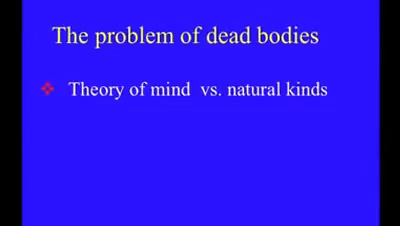 The problem of dead bodies
Theory of mind vs. natural kinds